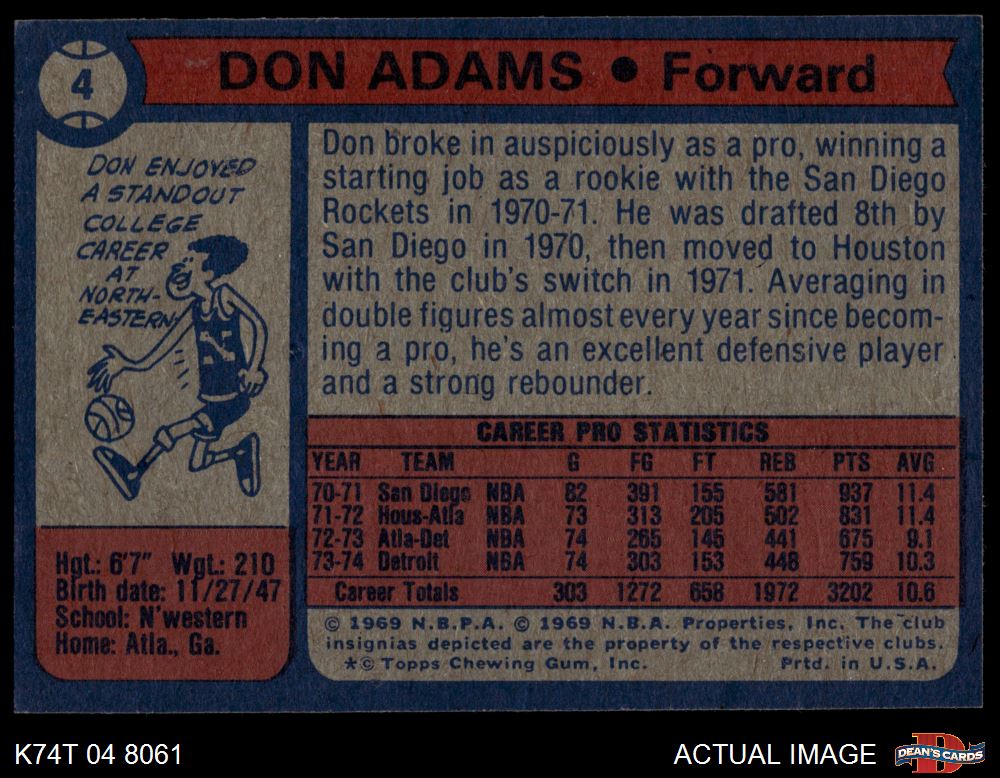 4
DON ADAMS • Forward
DON ENJOYED
A STANDOUT
COLLEGE
CAREER
AT
NORTH-
EASTERN
Hgt.: 6'7" Wgt.: 210
Birth date: 11/27/47
School: N'western
Home: Atla., Ga.
Don broke in auspiciously as a pro, winning a
starting job as a rookie with the San Diego
Rockets in 1970-71. He was drafted 8th by
San Diego in 1970, then moved to Houston
with the club's switch in 1971. Averaging in
double figures almost every year since becom-
ing a pro, he's an excellent defensive player
and a strong rebounder.
CAREER PRO STATISTICS
YEAR TEAM G FG FT REB PTS AVG
70-71 San Diego NBA 82 391 155 581 937 11.4
71-72 Hous-Atla NBA 73 313 205 502 831 11.4
72-73 Atla-Det NBA 74 265 145 441 675 9.1
73-74 Detroit NBA 74 303 153 448 759 10.3
Career Totals 303 1272 658 1972 3202 10.6
© 1969 N.B.P.A. © 1969 N.B.A. Properties, Inc. The club
insignias depicted are the property of the respective clubs.
*© Topps Chewing Gum, Inc. Prtd. in U.S.A.
K74T 04 8061
ACTUAL IMAGE
DEAN'S CARDS